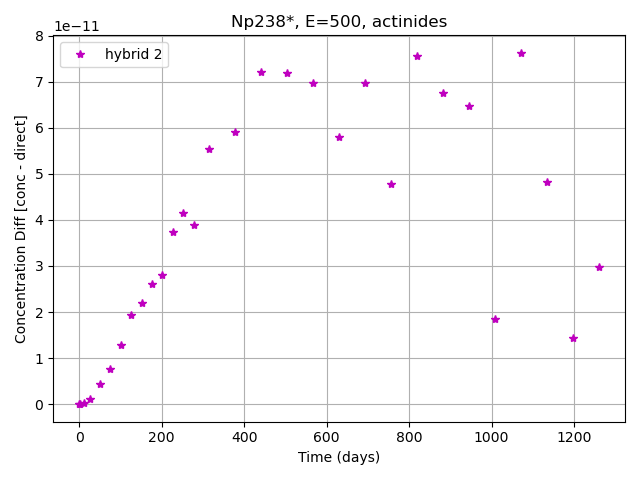 Np238*, E=500, actinides
1e−11
hybrid 2
Concentration Diff [conc - direct]
8
7
6
5
4
3
2
1
0
0 200 400 600 800 1000 1200
Time (days)